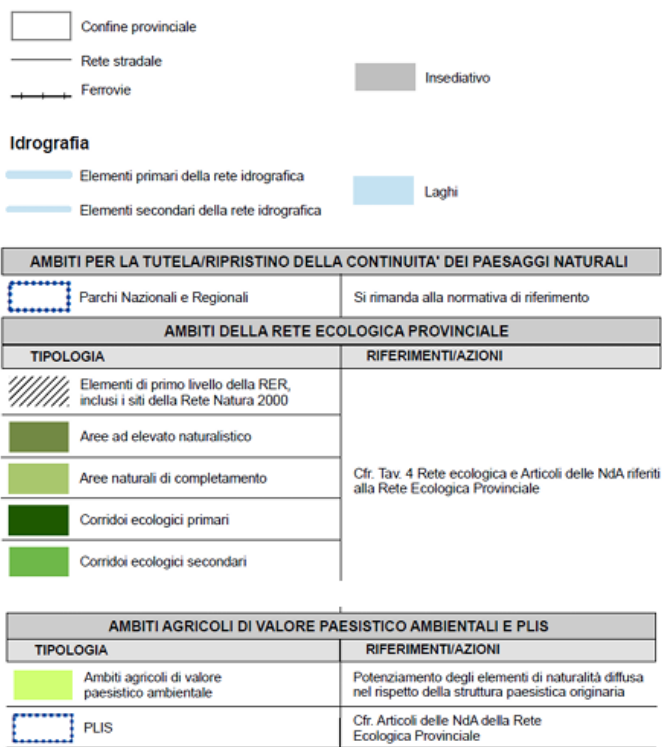 Confine provinciale
Rete stradale
Ferrovie
Insediativo
Idrografia
Elementi primari della rete idrografica
Elementi secondari della rete idrografica
Laghi
AMBITI PER LA TUTELA/RIPRISTINO DELLA CONTINUITA' DEI PAESAGGI NATURALI
Parchi Nazionali e Regionali
Si rimanda alla normativa di riferimento
AMBITI DELLA RETE ECOLOGICA PROVINCIALE
TIPOLOGIA
RIFERIMENTI/AZIONI
Elementi di primo livello della RER,
inclusi i siti della Rete Natura 2000
Aree ad elevato naturalistico
Aree naturali di completamento
Corridoi ecologici primari
Corridoi ecologici secondari
Cfr. Tav. 4 Rete ecologica e Articoli delle NdA riferiti
alla Rete Ecologica Provinciale
AMBITI AGRICOLI DI VALORE PAESISTICO AMBIENTALI E PLIS
TIPOLOGIA
RIFERIMENTI/AZIONI
Ambiti agricoli di valore
paesistico ambientale
Potenziamento degli elementi di naturalità diffusa
nel rispetto della struttura paesistica originaria
PLIS
Cfr. Articoli delle NdA della Rete
Ecologica Provinciale